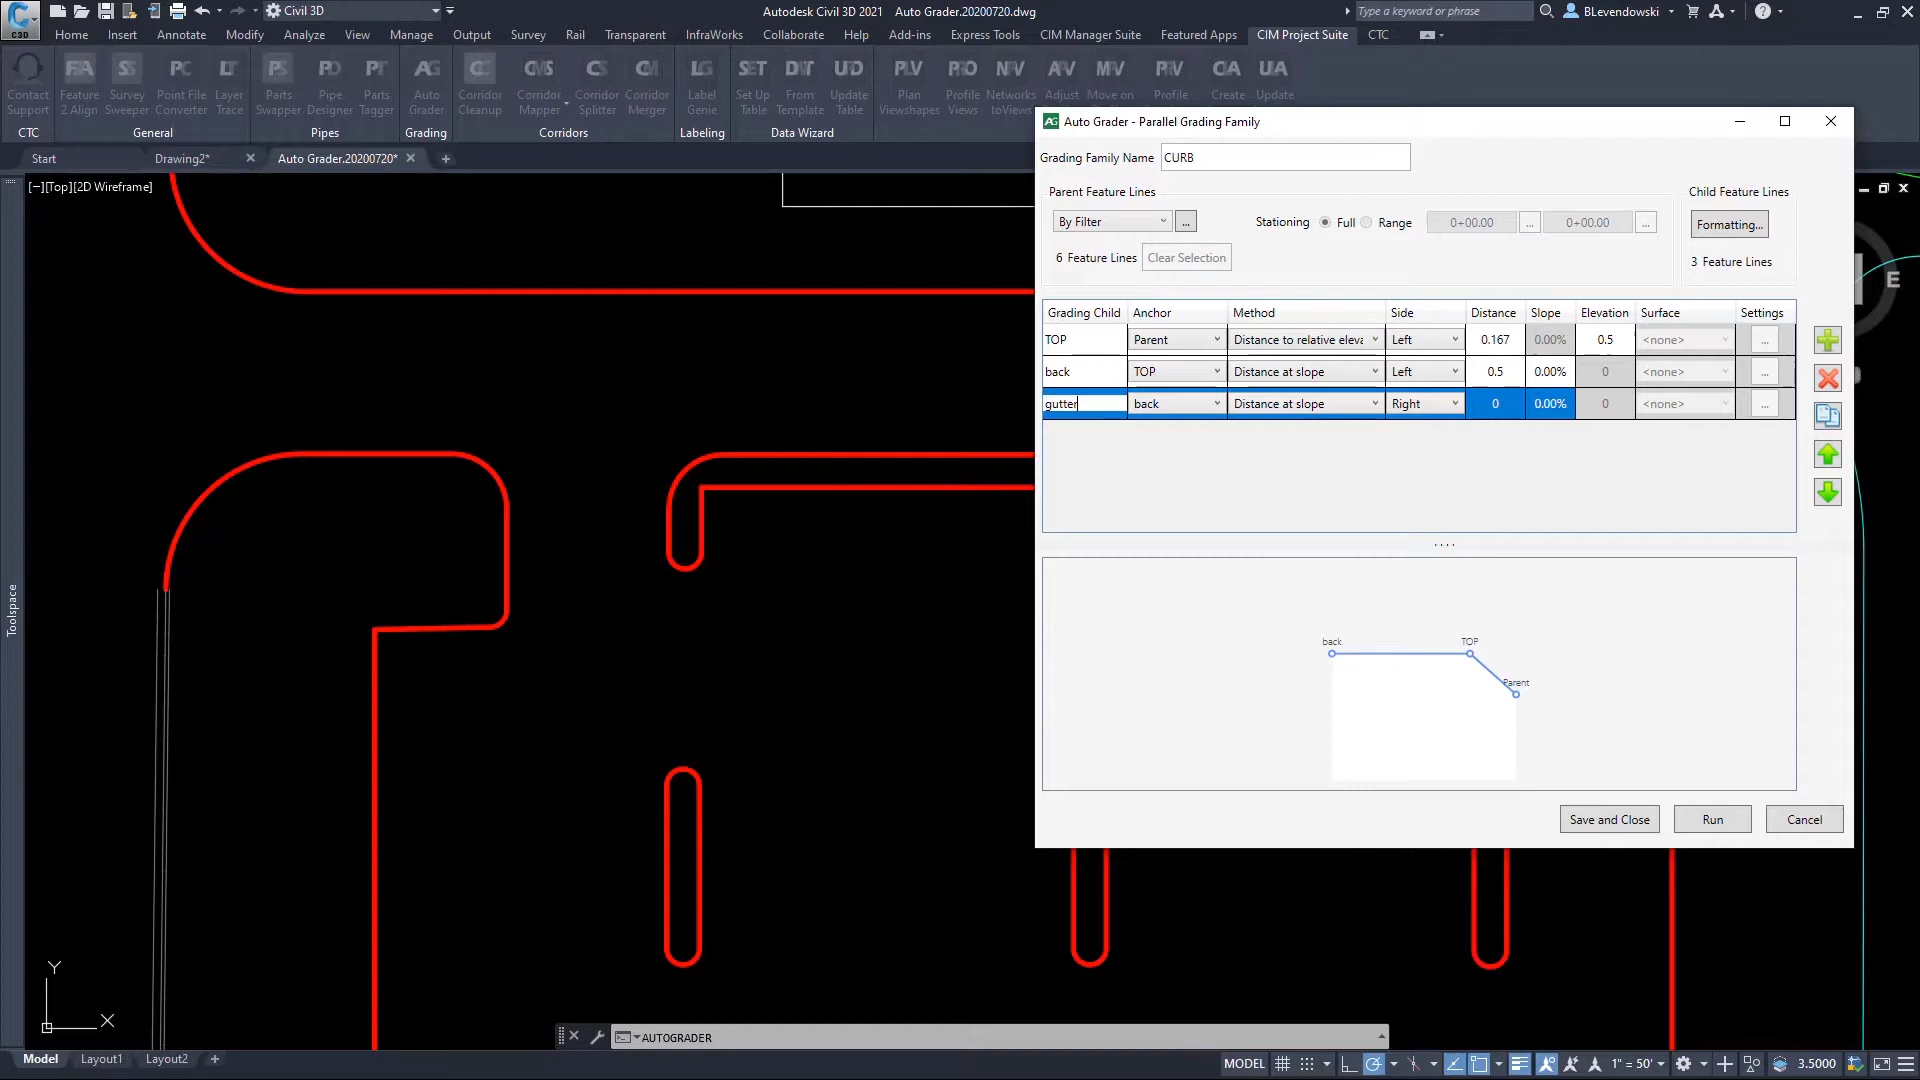 C3D
Civil 3D
Autodesk Civil 3D 2021 Auto Grader.20200720.dwg
Type a keyword or phrase
BLevendowski
Home Insert Annotate Modify Analyze View Manage Output Survey Rail Transparent InfraWorks Collaborate Help Add-ins Express Tools CIM Manager Suite Featured Apps CIM Project Suite CTC
Contact Support
Feature 2 Align
Survey Sweeper
Point File Converter
Layer Trace
Parts Swapper
Pipe Designer
Parts Tagger
Auto Grader
Corridor Cleanup
Corridor Mapper
Corridor Splitter
Corridor Merger
Label Genie
Set Up Table
From Template
Update Table
Plan Viewshapes
Profile Views
Networks toViews
Adjust
Move on
Profile
Create
Update
CTC General Pipes Grading Corridors Labeling Data Wizard
Start Drawing2* Auto Grader.20200720*
[−][Top][2D Wireframe]
Toolspace
Auto Grader - Parallel Grading Family
Grading Family Name CURB
Parent Feature Lines
Child Feature Lines
By Filter ... Stationing Full Range 0+00.00 ... 0+00.00 ...
Formatting...
6 Feature Lines Clear Selection
3 Feature Lines
Grading Child Anchor Method Side Distance Slope Elevation Surface Settings
TOP Parent Distance to relative eleva Left 0.167 0.00% 0.5 <none> ...
back TOP Distance at slope Left 0.5 0.00% 0 <none> ...
gutter back Distance at slope Right 0 0.00% 0 <none> ...
back TOP
Parent
Save and Close Run Cancel
E
Y
X
AUTOGRADER
Model Layout1 Layout2 +
MODEL 1" = 50' 3.5000